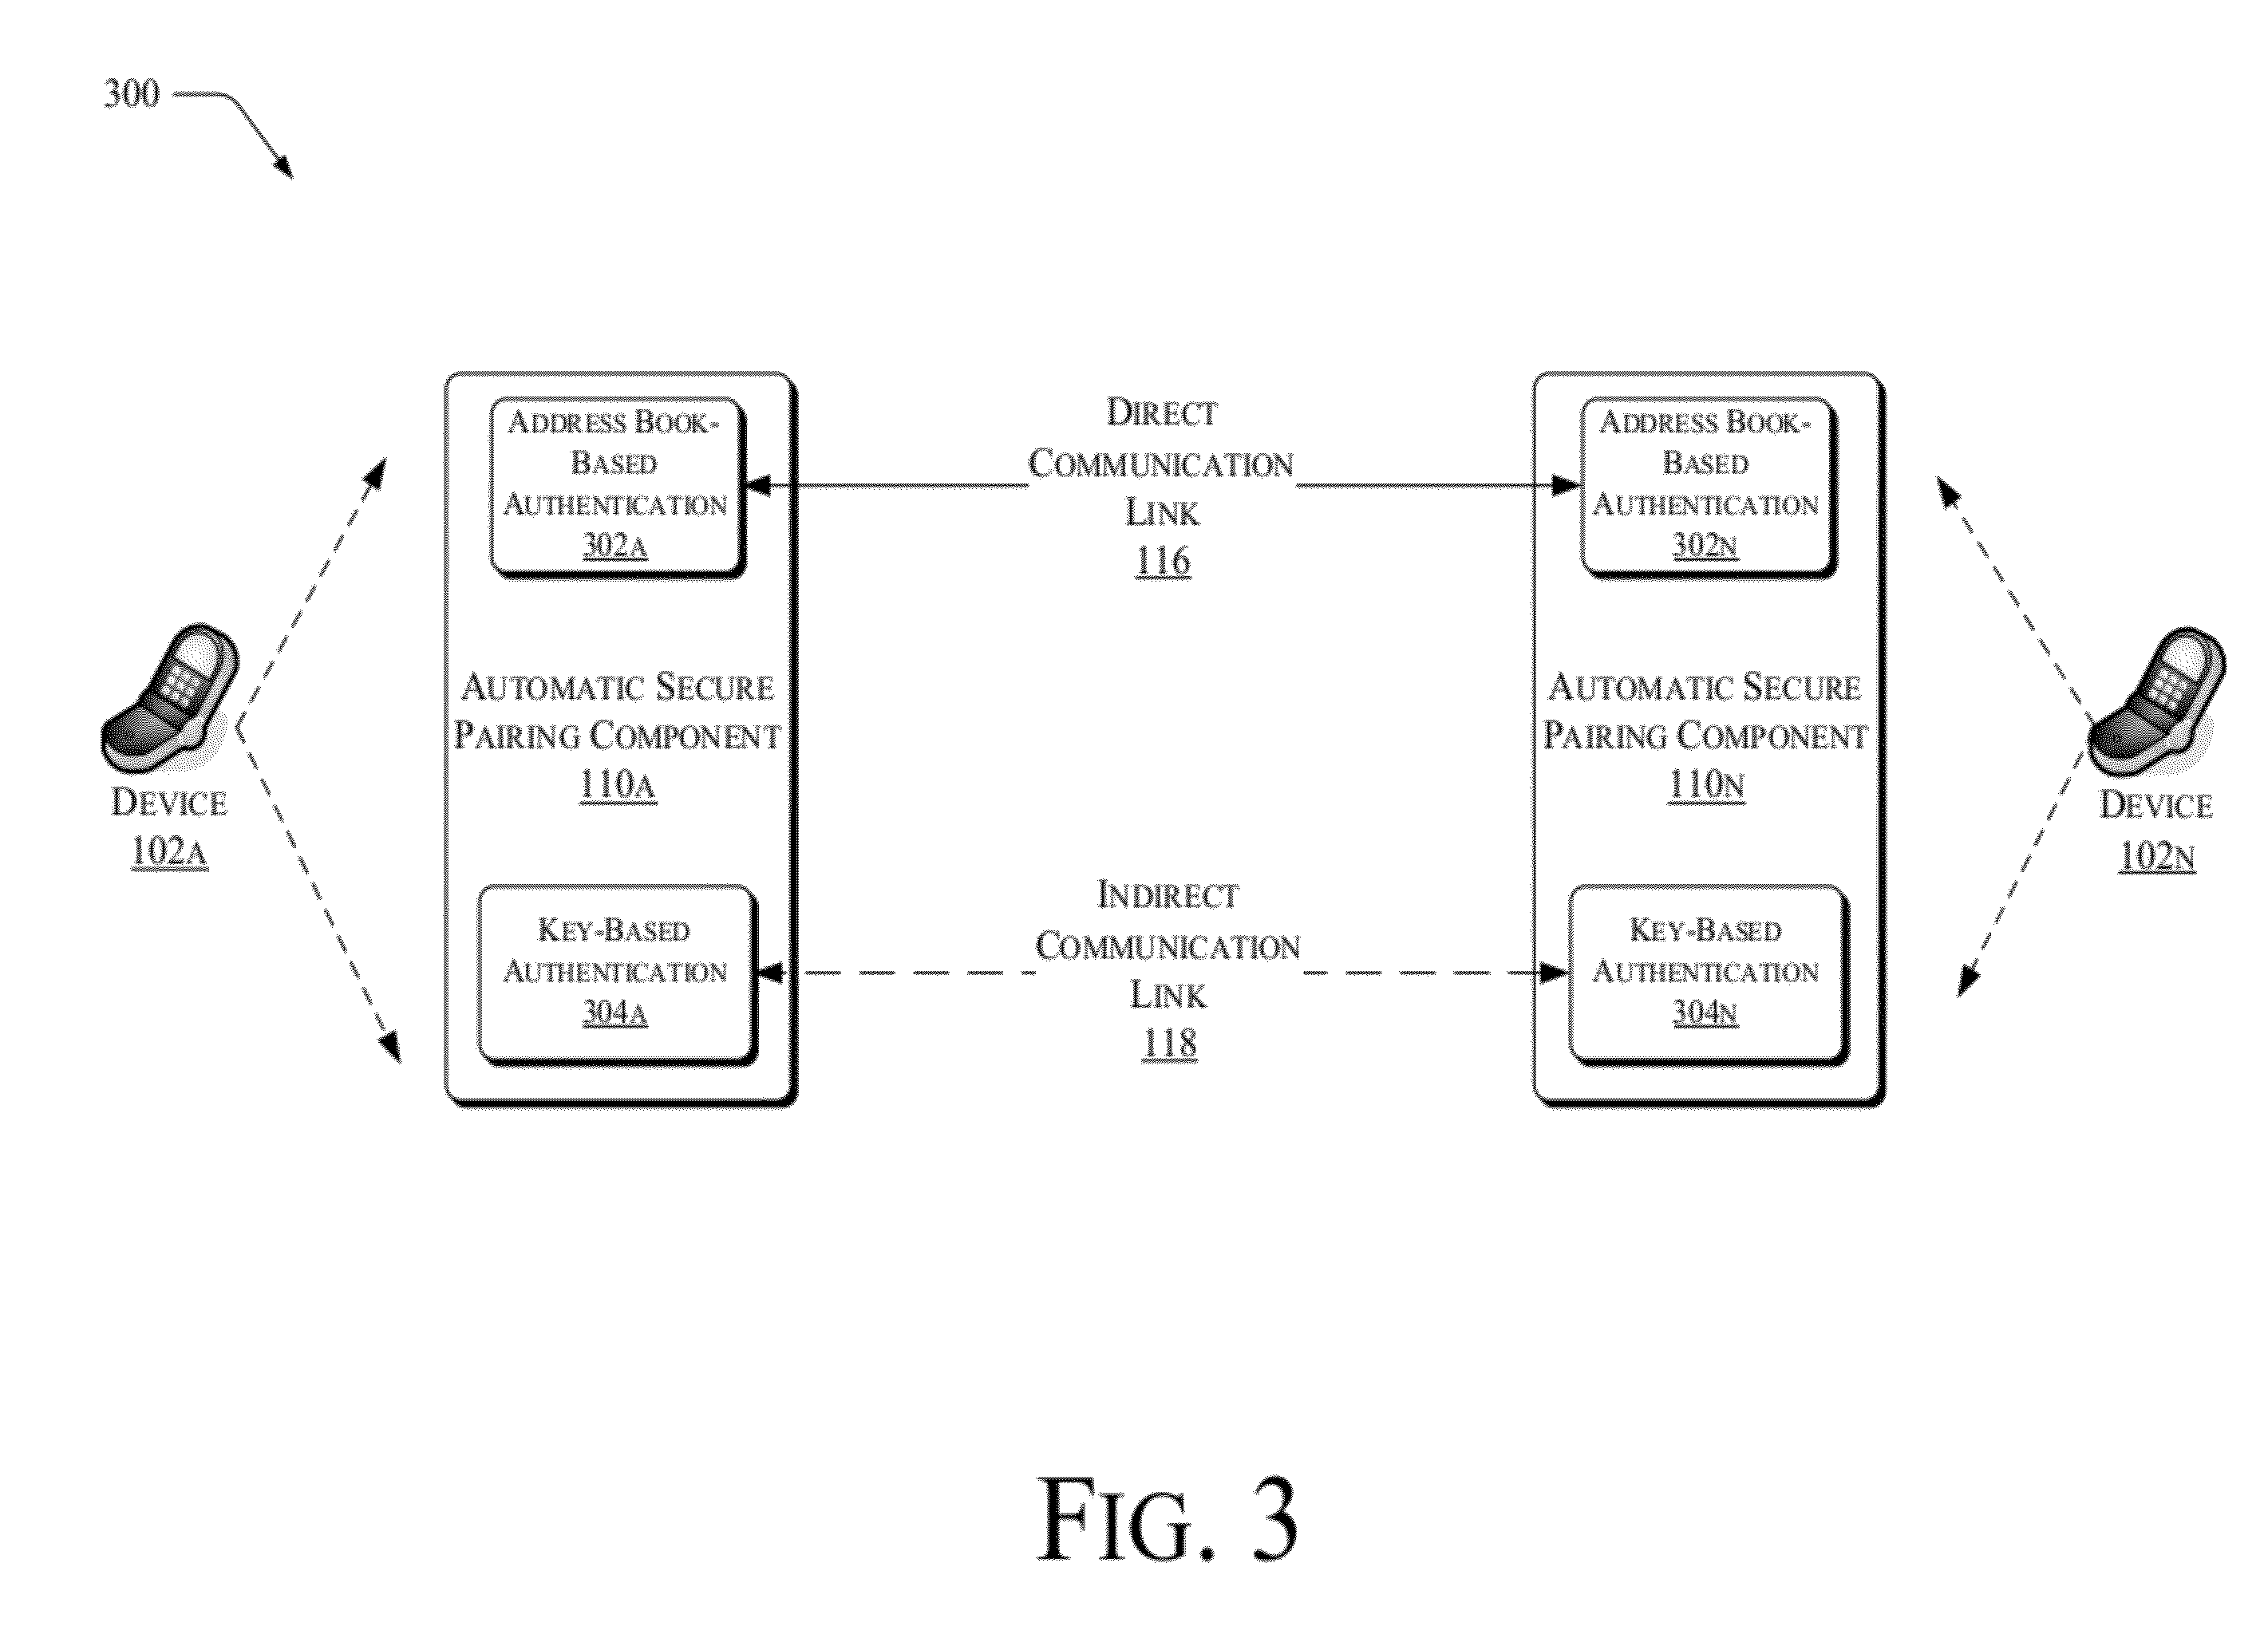 300
ADDRESS BOOK-
BASED
AUTHENTICATION
302A
AUTOMATIC SECURE
PAIRING COMPONENT
110A
KEY-BASED
AUTHENTICATION
304A
DEVICE
102A
DIRECT
COMMUNICATION
LINK
116
INDIRECT
COMMUNICATION
LINK
118
ADDRESS BOOK-
BASED
AUTHENTICATION
302N
AUTOMATIC SECURE
PAIRING COMPONENT
110N
KEY-BASED
AUTHENTICATION
304N
DEVICE
102N
FIG. 3